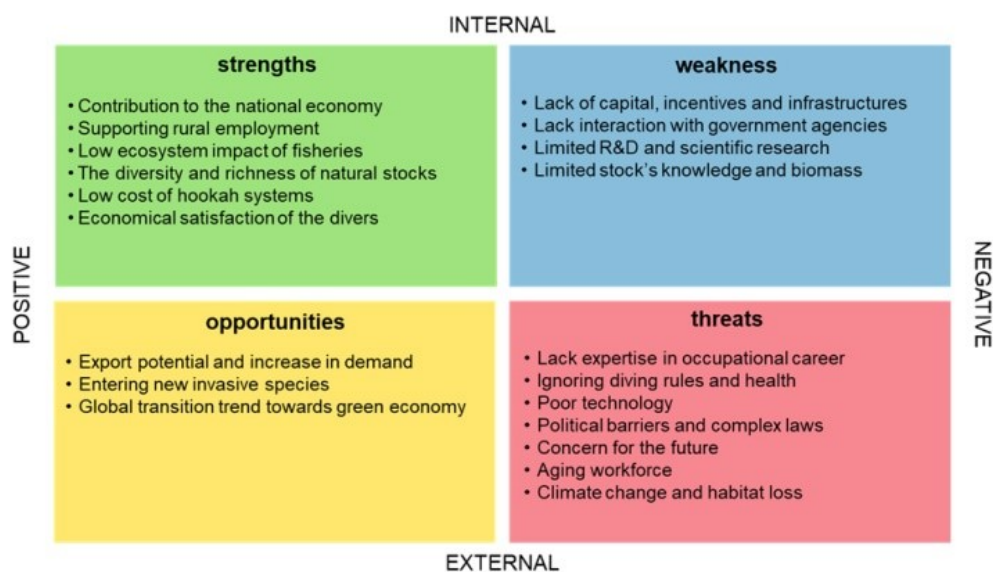 INTERNAL
strengths
• Contribution to the national economy
• Supporting rural employment
• Low ecosystem impact of fisheries
• The diversity and richness of natural stocks
• Low cost of hookah systems
• Economical satisfaction of the divers
weakness
• Lack of capital, incentives and infrastructures
• Lack interaction with government agencies
• Limited R&D and scientific research
• Limited stock's knowledge and biomass
POSITIVE
NEGATIVE
opportunities
• Export potential and increase in demand
• Entering new invasive species
• Global transition trend towards green economy
threats
• Lack expertise in occupational career
• Ignoring diving rules and health
• Poor technology
• Political barriers and complex laws
• Concern for the future
• Aging workforce
• Climate change and habitat loss
EXTERNAL